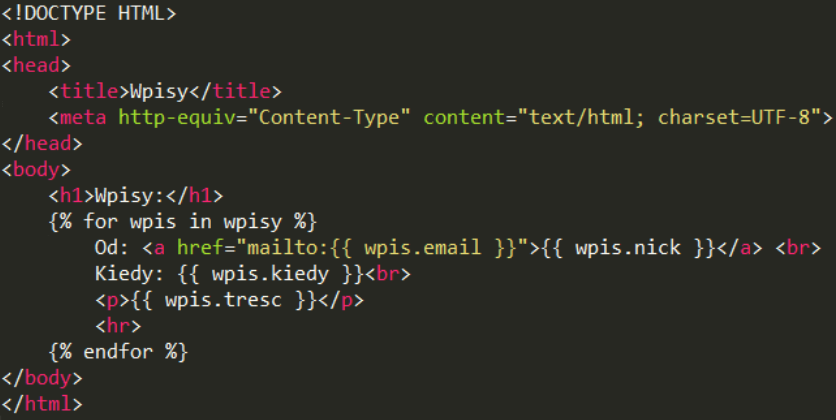 <!DOCTYPE HTML>
<html>
<head>
    <title>Wpisy</title>
    <meta http-equiv="Content-Type" content="text/html; charset=UTF-8">
</head>
<body>
    <h1>Wpisy:</h1>
    {% for wpis in wpisy %}
        Od: <a href="mailto:{{ wpis.email }}">{{ wpis.nick }}</a> <br>
        Kiedy: {{ wpis.kiedy }}<br>
        <p>{{ wpis.tresc }}</p>
        <hr>
    {% endfor %}
</body>
</html>